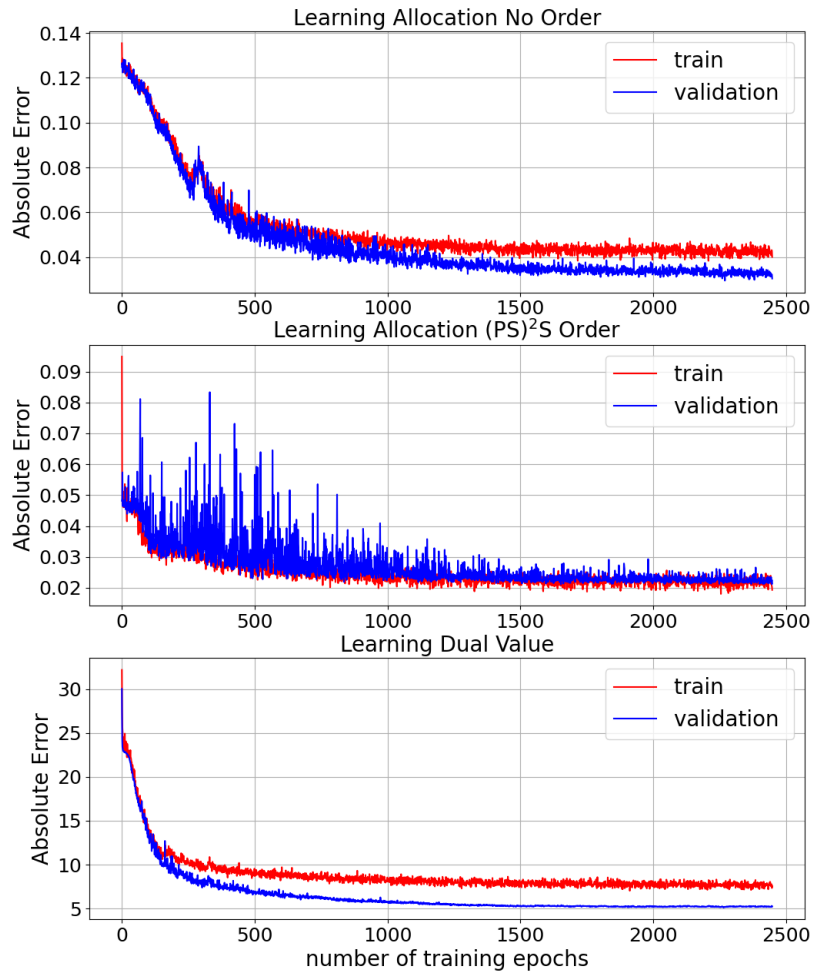 Learning Allocation No Order
0.14
0.12
0.10
0.08
0.06
0.04
Absolute Error
train
validation
0 500 1000 1500 2000 2500
Learning Allocation (PS)²S Order
0.09
0.08
0.07
0.06
0.05
0.04
0.03
0.02
Absolute Error
train
validation
0 500 1000 1500 2000 2500
Learning Dual Value
30
25
20
15
10
5
Absolute Error
train
validation
0 500 1000 1500 2000 2500
number of training epochs